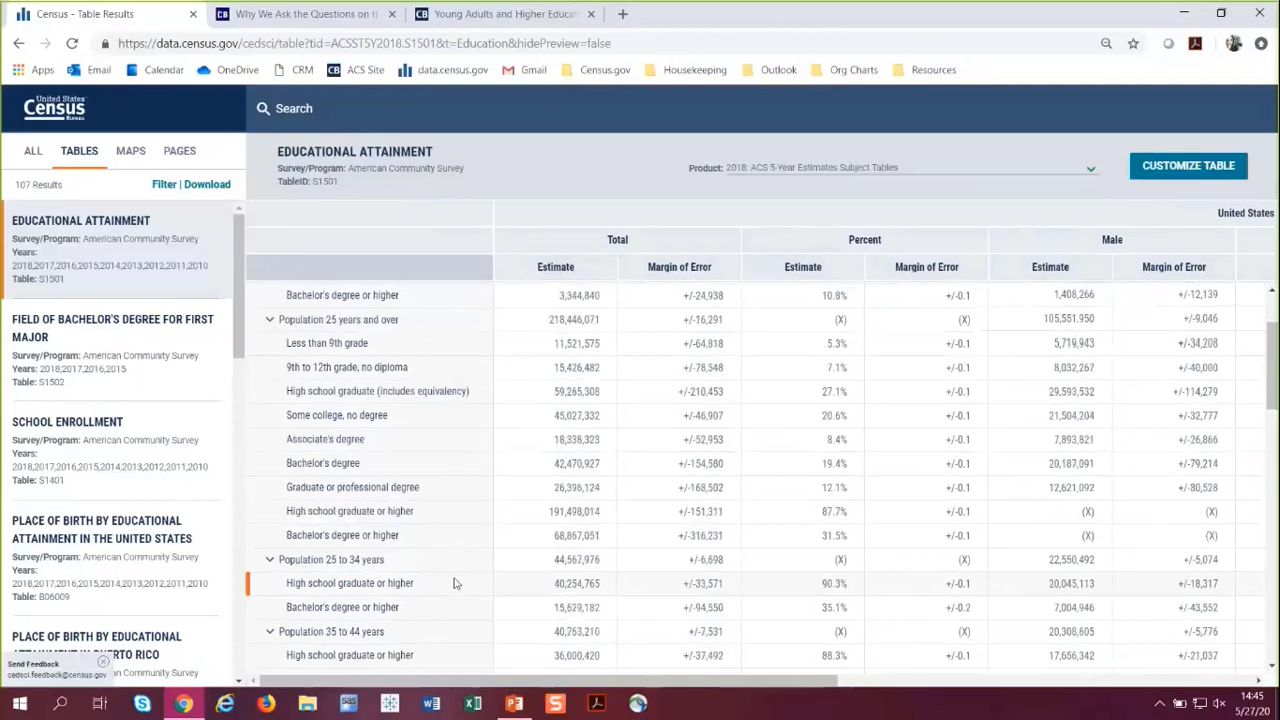 Census - Table Results
Why We Ask the Questions on t
Young Adults and Higher Educat
https://data.census.gov/cedsci/table?tid=ACSST5Y2018.S1501&t=Education&hidePreview=false
Apps Email Calendar OneDrive CRM ACS Site data.census.gov Gmail Census.gov Housekeeping Outlook Org Charts Resources
United States
Census
Bureau
Search
ALL TABLES MAPS PAGES
107 Results Filter | Download
EDUCATIONAL ATTAINMENT
Survey/Program: American Community Survey
Years:
2018,2017,2016,2015,2014,2013,2012,2011,2010
Table: S1501
FIELD OF BACHELOR'S DEGREE FOR FIRST
MAJOR
Survey/Program: American Community Survey
Years: 2018,2017,2016,2015
Table: S1502
SCHOOL ENROLLMENT
Survey/Program: American Community Survey
Years:
2018,2017,2016,2015,2014,2013,2012,2011,2010
Table: S1401
PLACE OF BIRTH BY EDUCATIONAL
ATTAINMENT IN THE UNITED STATES
Survey/Program: American Community Survey
Years:
2018,2017,2016,2015,2014,2013,2012,2011,2010
Table: B06009
PLACE OF BIRTH BY EDUCATIONAL
ATTAINMENT IN PUERTO RICO
Survey/Program: American Community Survey
Send Feedback
cedsci.feedback@census.gov
EDUCATIONAL ATTAINMENT
Survey/Program: American Community Survey
TableID: S1501
Product: 2018: ACS 5-Year Estimates Subject Tables
CUSTOMIZE TABLE
United States
Total Percent Male
Estimate Margin of Error Estimate Margin of Error Estimate Margin of Error
Bachelor's degree or higher 3,344,840 +/-24,938 10.8% +/-0.1 1,408,266 +/-12,139
Population 25 years and over 218,446,071 +/-16,291 (X) (X) 105,551,950 +/-9,046
Less than 9th grade 11,521,575 +/-64,818 5.3% +/-0.1 5,719,943 +/-34,208
9th to 12th grade, no diploma 15,426,482 +/-78,548 7.1% +/-0.1 8,032,267 +/-40,000
High school graduate (includes equivalency) 59,265,308 +/-210,453 27.1% +/-0.1 29,593,532 +/-114,279
Some college, no degree 45,027,332 +/-46,907 20.6% +/-0.1 21,504,204 +/-32,777
Associate's degree 18,338,323 +/-52,953 8.4% +/-0.1 7,893,821 +/-26,866
Bachelor's degree 42,470,927 +/-154,580 19.4% +/-0.1 20,187,091 +/-79,214
Graduate or professional degree 26,396,124 +/-168,502 12.1% +/-0.1 12,621,092 +/-80,528
High school graduate or higher 191,498,014 +/-151,311 87.7% +/-0.1 (X) (X)
Bachelor's degree or higher 68,867,051 +/-316,231 31.5% +/-0.1 (X) (X)
Population 25 to 34 years 44,567,976 +/-6,698 (X) (X) 22,550,492 +/-5,074
High school graduate or higher 40,254,765 +/-33,571 90.3% +/-0.1 20,045,113 +/-18,317
Bachelor's degree or higher 15,629,182 +/-94,550 35.1% +/-0.2 7,004,946 +/-43,552
Population 35 to 44 years 40,763,210 +/-7,531 (X) (X) 20,308,605 +/-5,776
High school graduate or higher 36,000,420 +/-37,492 88.3% +/-0.1 17,656,342 +/-21,037
14:45
5/27/20